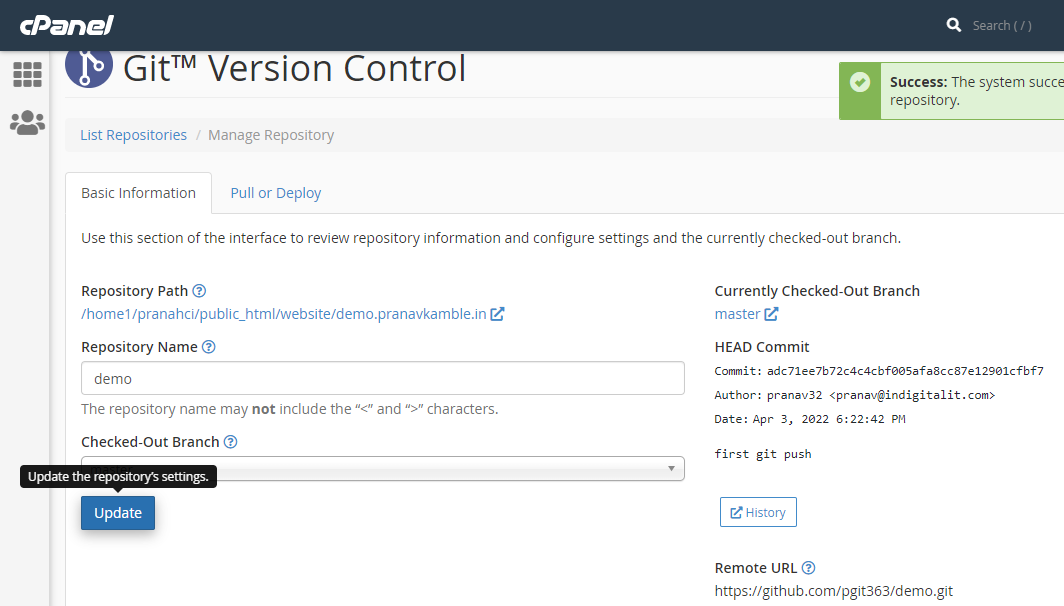 cPanel
Search ( / )
Git™ Version Control
Success: The system succe
repository.
List Repositories / Manage Repository
Basic Information
Pull or Deploy
Use this section of the interface to review repository information and configure settings and the currently checked-out branch.
Repository Path
/home1/pranahci/public_html/website/demo.pranavkamble.in
Repository Name
demo
The repository name may not include the “<” and “>” characters.
Checked-Out Branch
Update the repository's settings.
Update
Currently Checked-Out Branch
master
HEAD Commit
Commit: adc71ee7b72c4c4cbf005afa8cc87e12901cfbf7
Author: pranav32 <pranav@indigitalit.com>
Date: Apr 3, 2022 6:22:42 PM
first git push
History
Remote URL
https://github.com/pgit363/demo.git